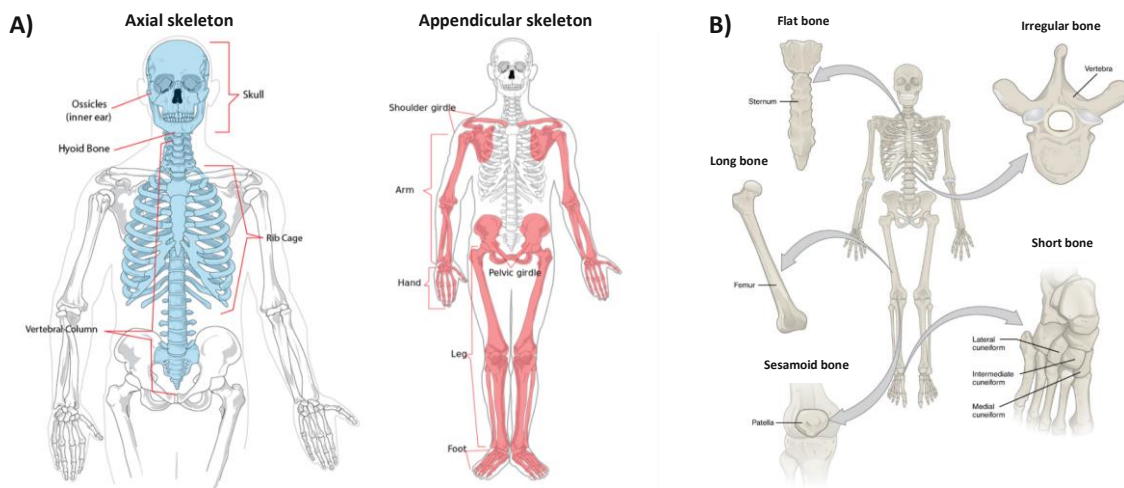 A)
Axial skeleton
Ossicles
(inner ear)
Skull
Hyoid Bone
Rib Cage
Vertebral Column
Appendicular skeleton
Shoulder girdle
Arm
Hand
Pelvic girdle
Leg
Foot
B)
Flat bone
Sternum
Irregular bone
Vertebra
Long bone
Femur
Short bone
Lateral
cuneiform
Intermediate
cuneiform
Medial
cuneiform
Sesamoid bone
Patella